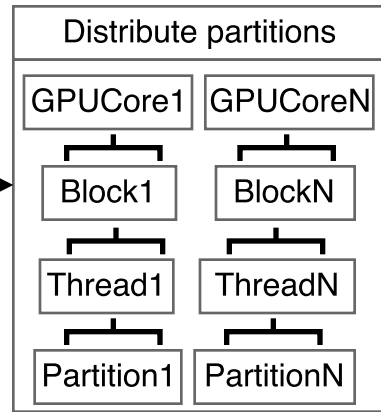 Distribute partitions
GPUCore1 GPUCoreN
Block1 BlockN
Thread1 ThreadN
Partition1 PartitionN